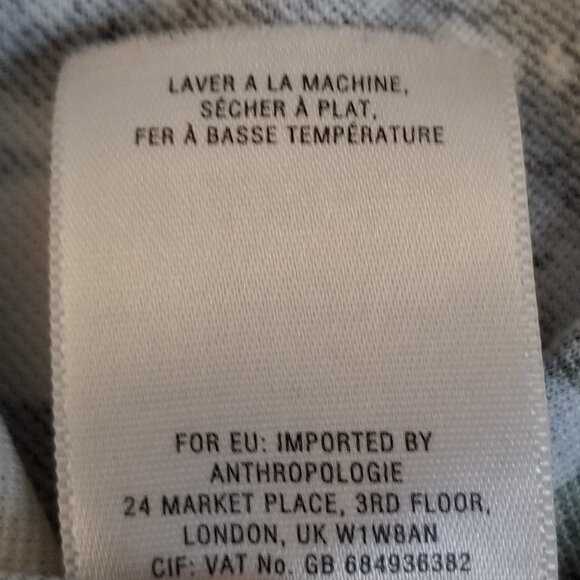 LAVER A LA MACHINE,
SÉCHER À PLAT,
FER À BASSE TEMPÉRATURE
FOR EU: IMPORTED BY
ANTHROPOLOGIE
24 MARKET PLACE, 3RD FLOOR,
LONDON, UK W1W8AN
CIF: VAT No. GB 684936382